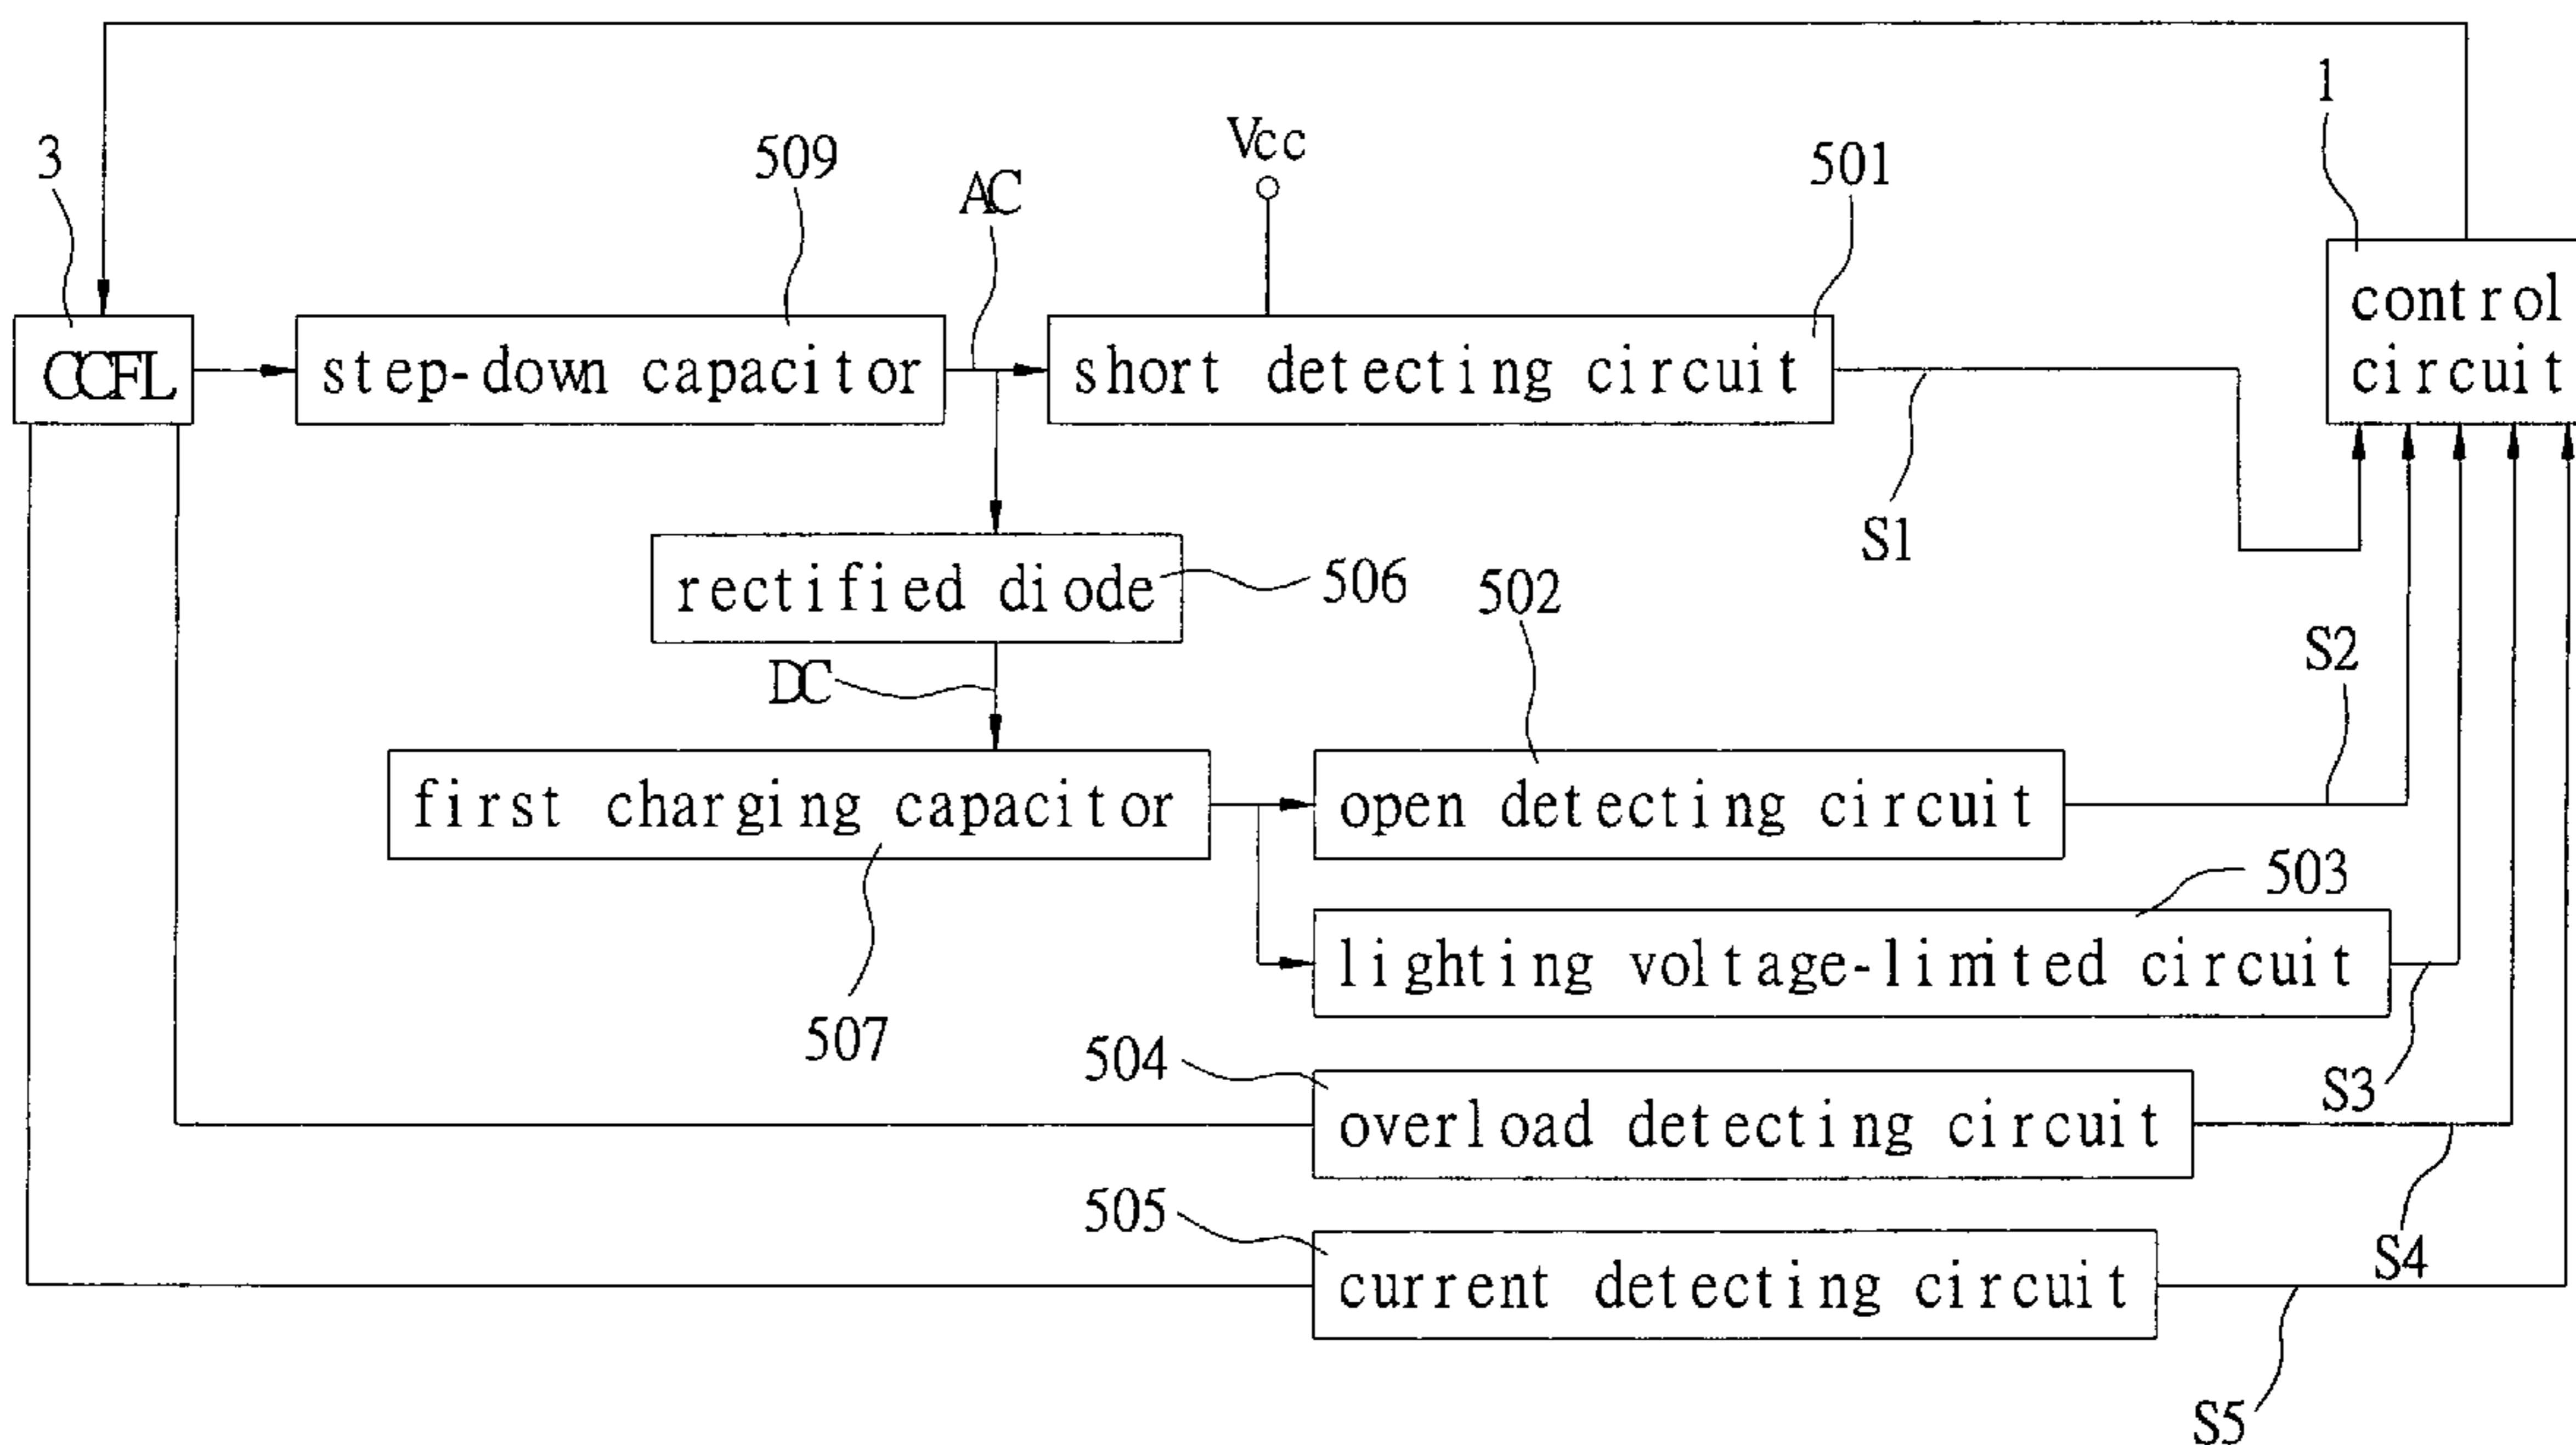 1
Vcc
3
509
AC
501
control
circuit
CCFL
step-down capacitor
short detecting circuit
S1
rectified diode
506
502
S2
DC
first charging capacitor
open detecting circuit
503
lighting voltage-limited circuit
507
504
S3
overload detecting circuit
505
S4
current detecting circuit
S5